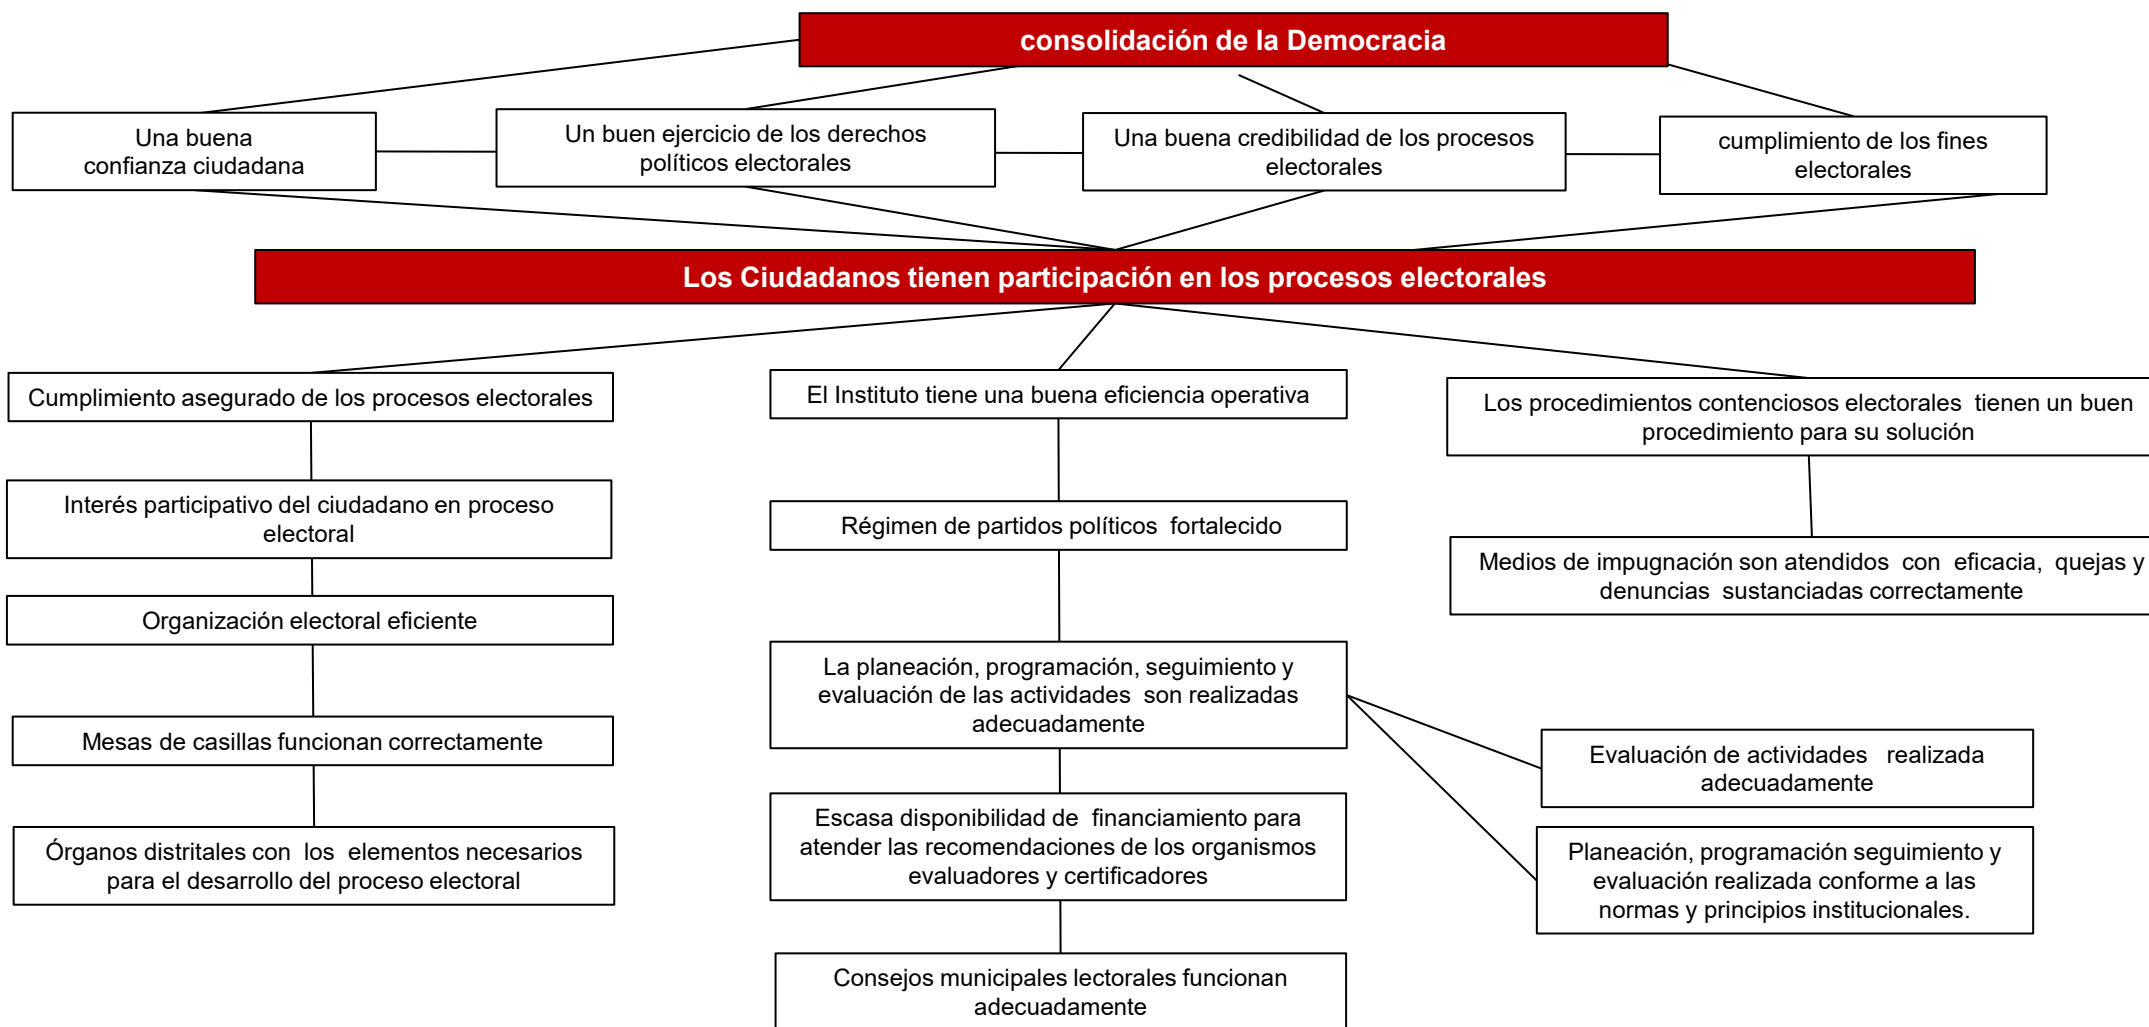 consolidación de la Democracia
Una buena
confianza ciudadana
Un buen ejercicio de los derechos
políticos electorales
Una buena credibilidad de los procesos
electorales
cumplimiento de los fines
electorales
Los Ciudadanos tienen participación en los procesos electorales
Cumplimiento asegurado de los procesos electorales
Interés participativo del ciudadano en proceso
electoral
Organización electoral eficiente
Mesas de casillas funcionan correctamente
Órganos distritales con los elementos necesarios
para el desarrollo del proceso electoral
El Instituto tiene una buena eficiencia operativa
Régimen de partidos políticos fortalecido
La planeación, programación, seguimiento y
evaluación de las actividades son realizadas
adecuadamente
Escasa disponibilidad de financiamiento para
atender las recomendaciones de los organismos
evaluadores y certificadores
Consejos municipales lectorales funcionan
adecuadamente
Los procedimientos contenciosos electorales tienen un buen
procedimiento para su solución
Medios de impugnación son atendidos con eficacia, quejas y
denuncias sustanciadas correctamente
Evaluación de actividades realizada
adecuadamente
Planeación, programación seguimiento y
evaluación realizada conforme a las
normas y principios institucionales.